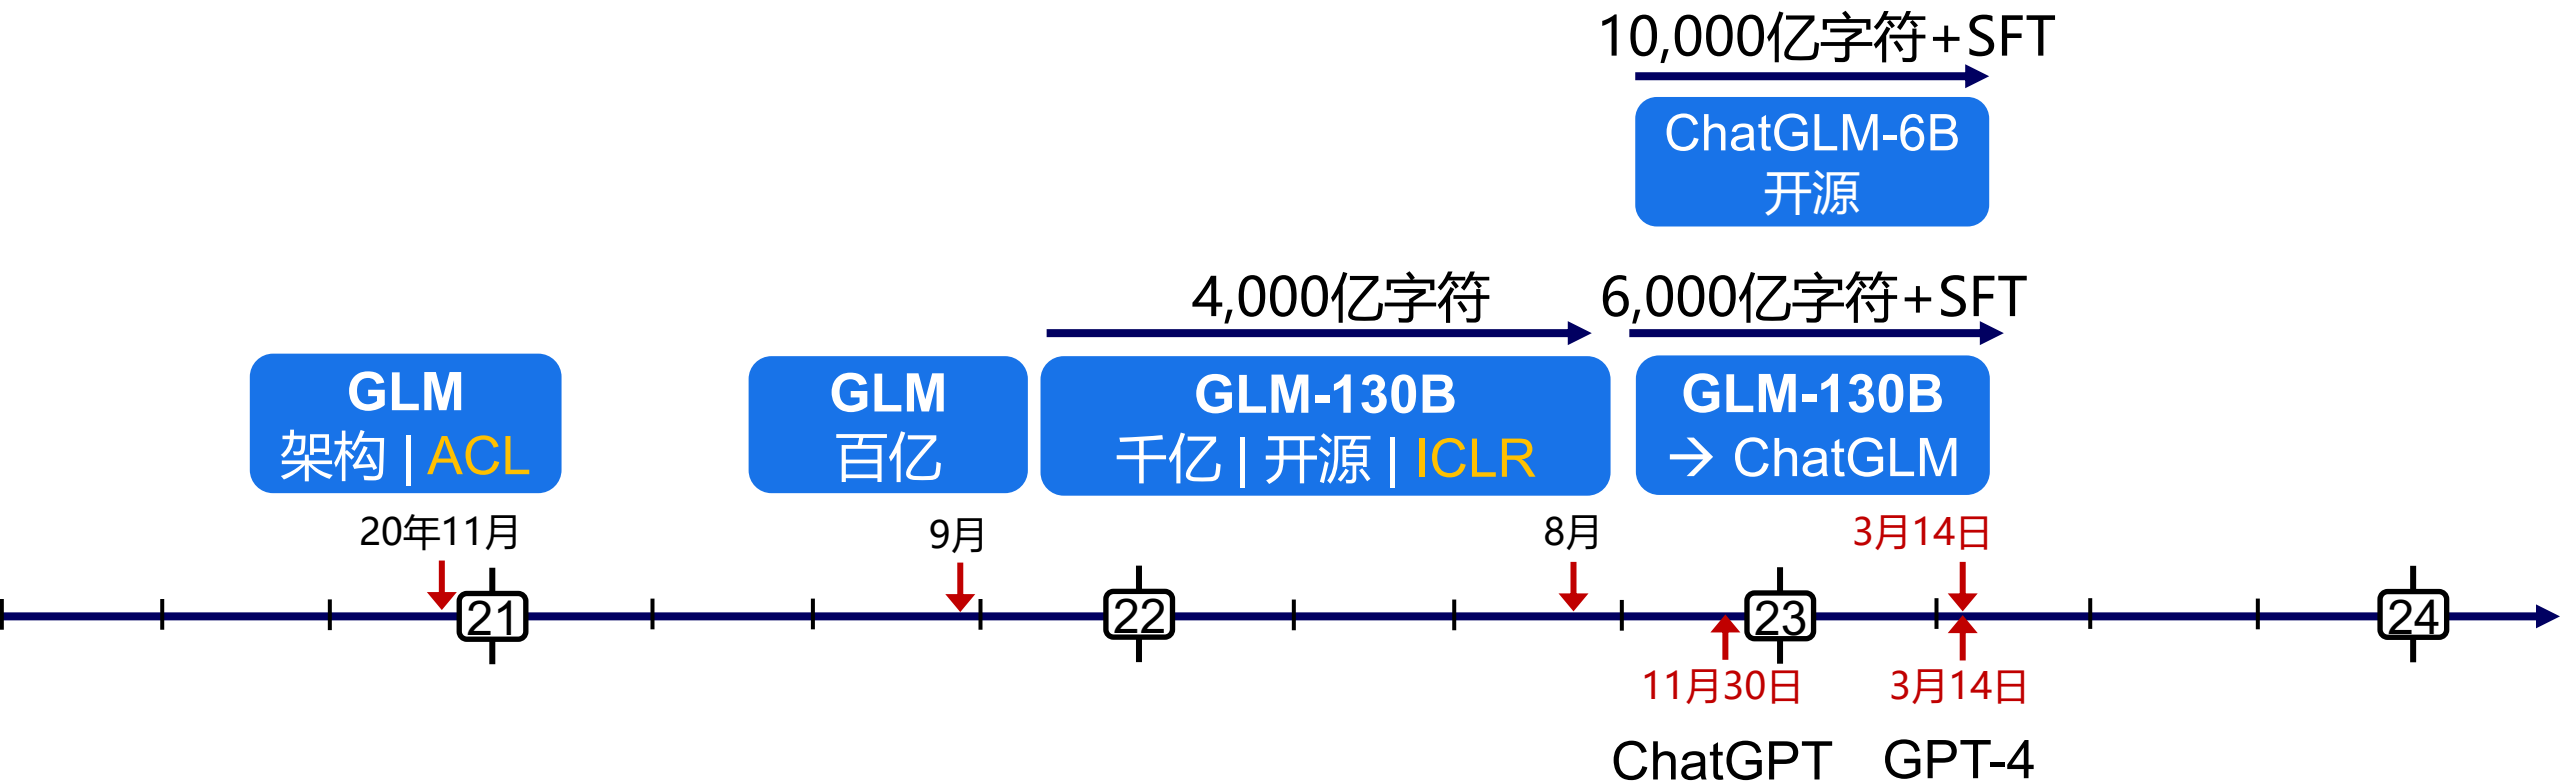 10,000亿字符+SFT
ChatGLM-6B
开源
4,000亿字符
6,000亿字符+SFT
GLM
架构 | ACL
GLM
百亿
GLM-130B
千亿 | 开源 | ICLR
GLM-130B
→ ChatGLM
20年11月
9月
8月
3月14日
21
22
23
24
11月30日
3月14日
ChatGPT
GPT-4